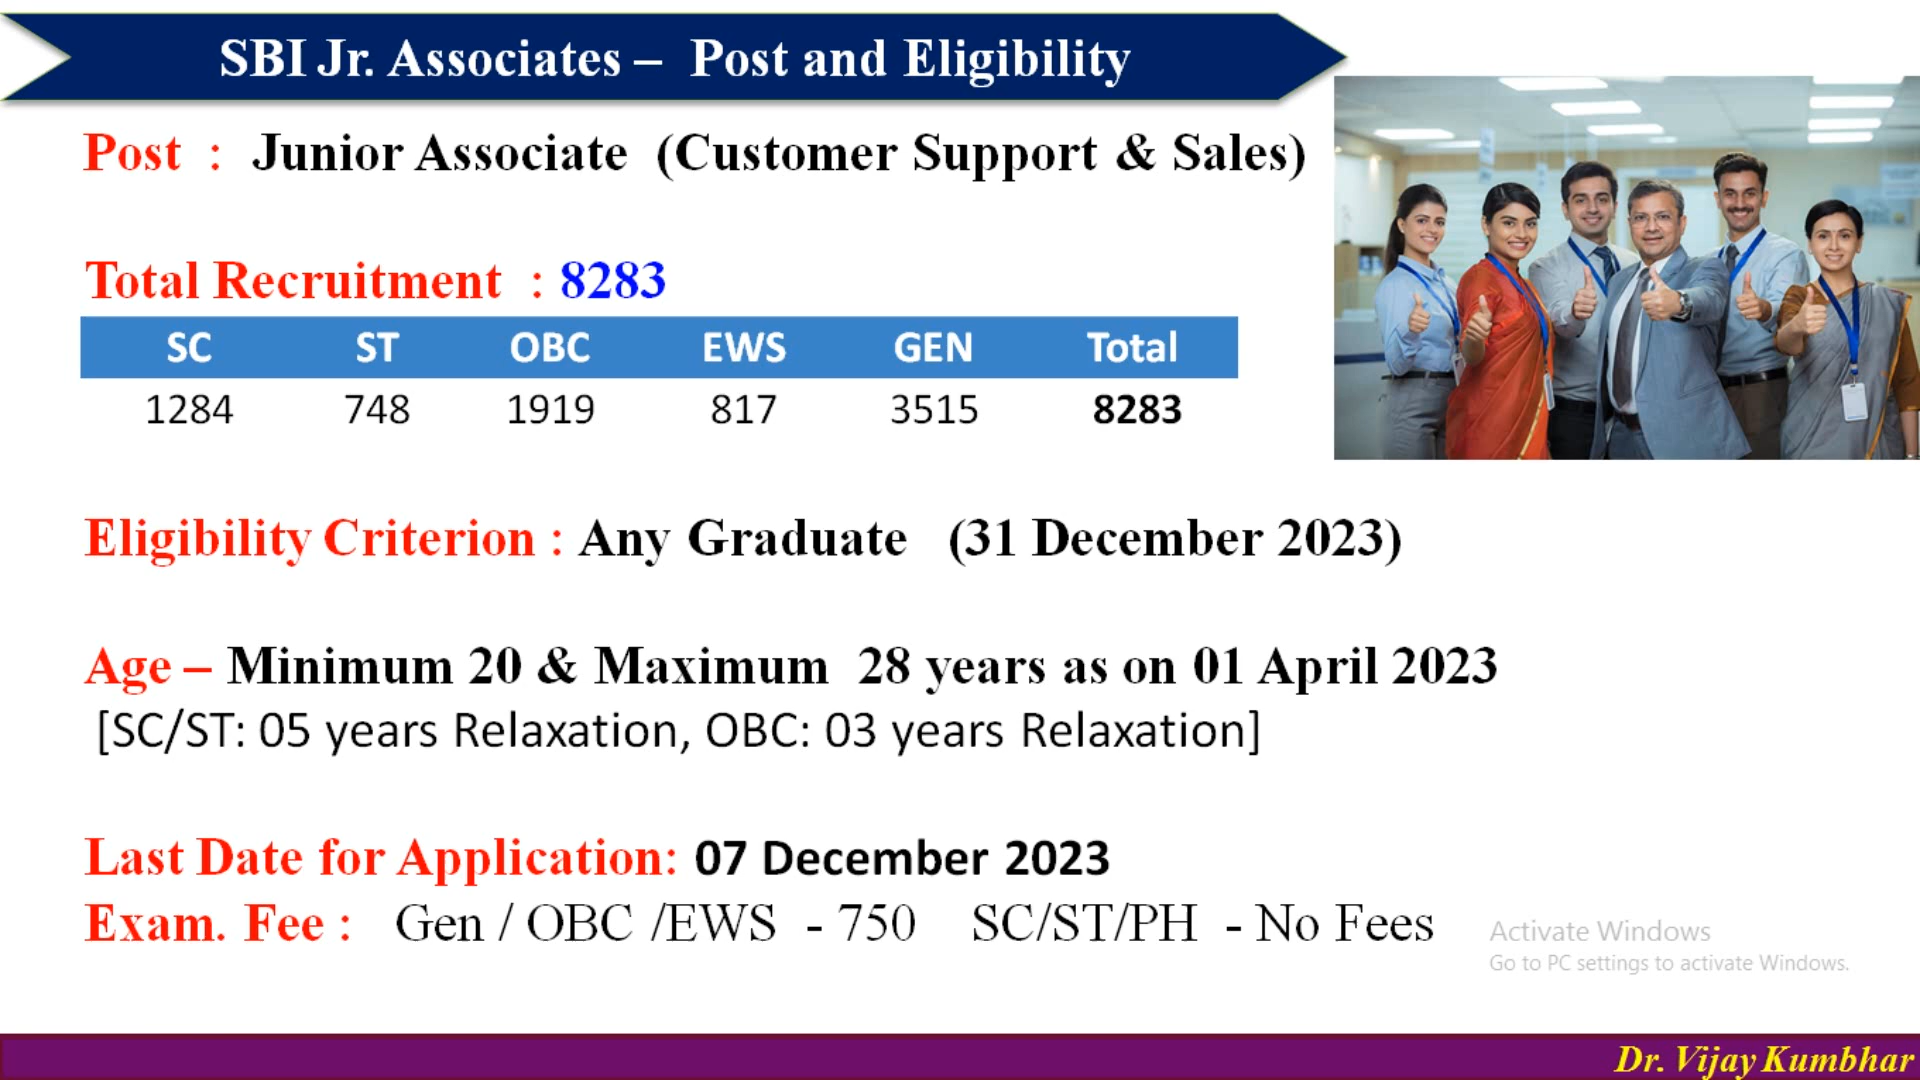 SBI Jr. Associates – Post and Eligibility
Post : Junior Associate (Customer Support & Sales)
Total Recruitment : 8283
SC ST OBC EWS GEN Total
1284 748 1919 817 3515 8283
Eligibility Criterion : Any Graduate (31 December 2023)
Age – Minimum 20 & Maximum 28 years as on 01 April 2023
[SC/ST: 05 years Relaxation, OBC: 03 years Relaxation]
Last Date for Application: 07 December 2023
Exam. Fee : Gen / OBC /EWS - 750 SC/ST/PH - No Fees
Activate Windows
Go to PC settings to activate Windows.
Dr. Vijay Kumbhar